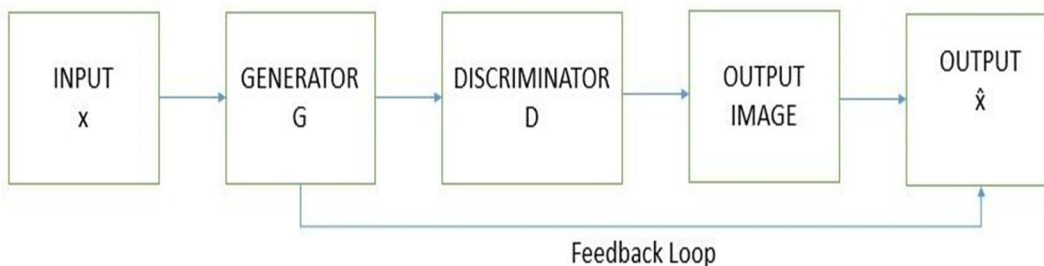 INPUT
x
GENERATOR
G
DISCRIMINATOR
D
OUTPUT
IMAGE
OUTPUT
x̂
Feedback Loop